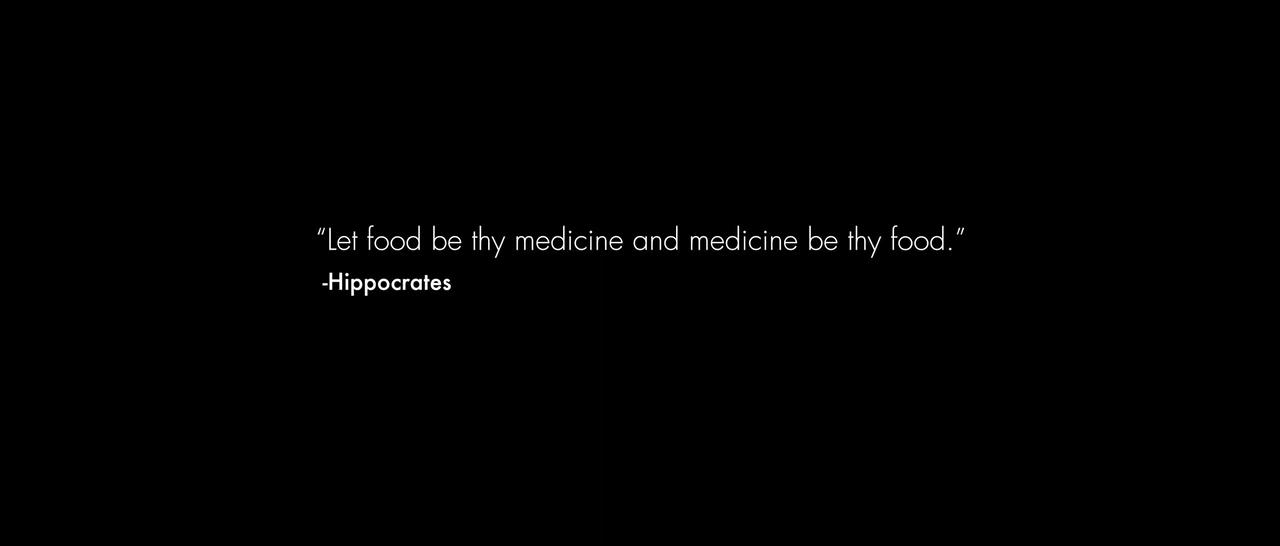 “Let food be thy medicine and medicine be thy food.”
-Hippocrates